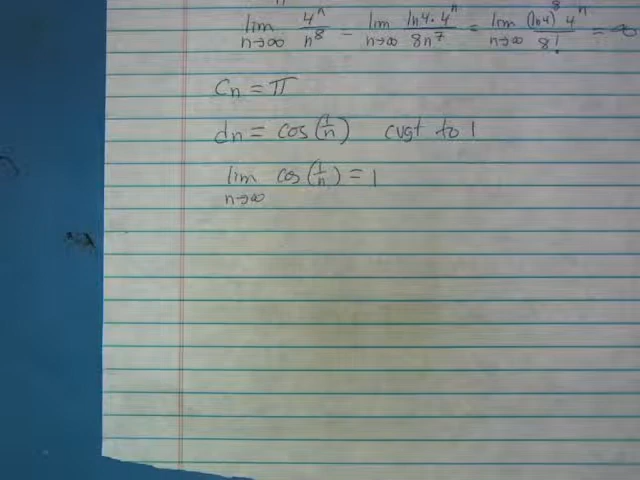 lim n→∞ 4^n/n^8 = lim n→∞ ln4·4^n/8n^7 = lim n→∞ (ln4)^8 4^n/8! = ∞
Cn = π
dn = cos(1/n) cvgt to 1
lim n→∞ cos(1/n) = 1